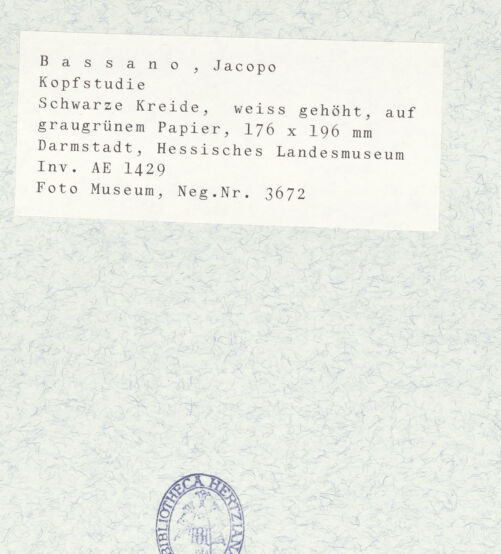 B a s s a n o , Jacopo
Kopfstudie
Schwarze Kreide, weiss gehöht, auf
graugrünem Papier, 176 x 196 mm
Darmstadt, Hessisches Landesmuseum
Inv. AE 1429
Foto Museum, Neg.Nr. 3672
BIBLIOTHECA HERTZIANA